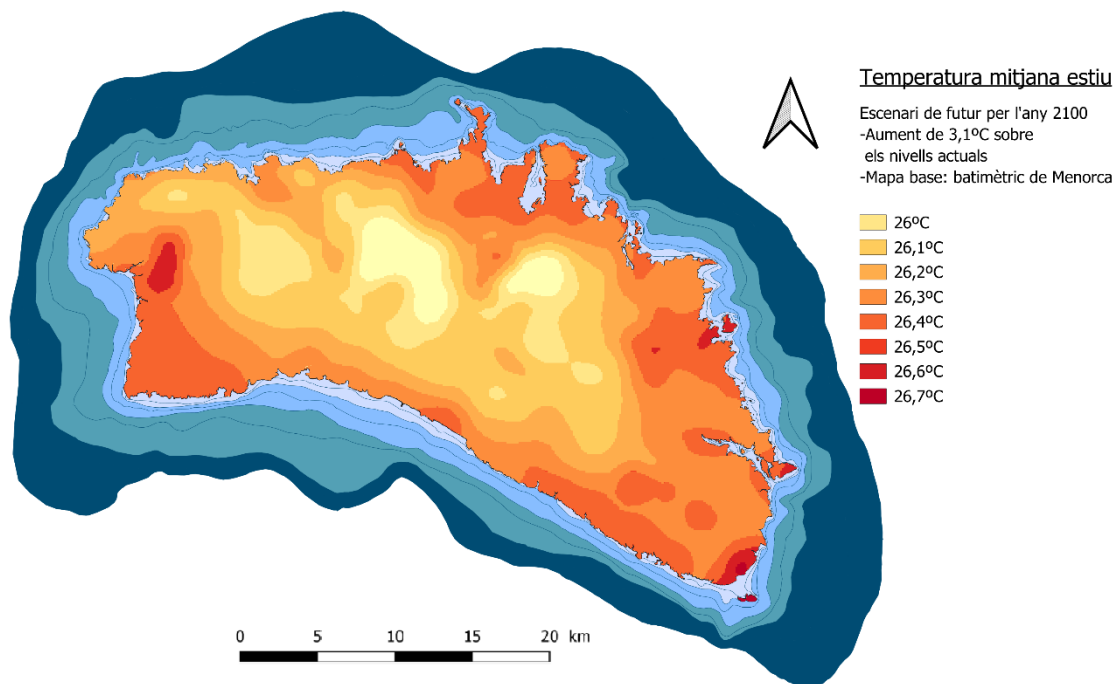 Temperatura mitjana estiu
Escenari de futur per l'any 2100
-Aument de 3,1ºC sobre
els nivells actuals
-Mapa base: batimètric de Menorca
26ºC
26,1ºC
26,2ºC
26,3ºC
26,4ºC
26,5ºC
26,6ºC
26,7ºC
0 5 10 15 20 km